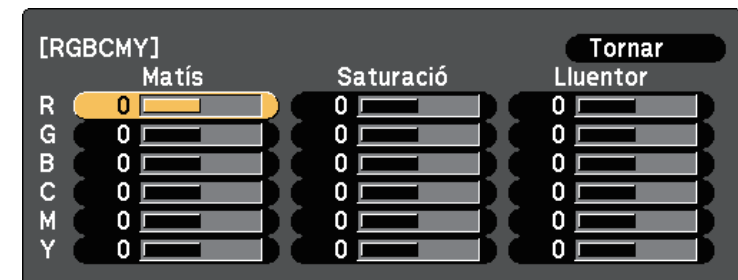 [RGBCMY] Tornar
Matís Saturació Lluentor
R 0 0 0
G 0 0 0
B 0 0 0
C 0 0 0
M 0 0 0
Y 0 0 0